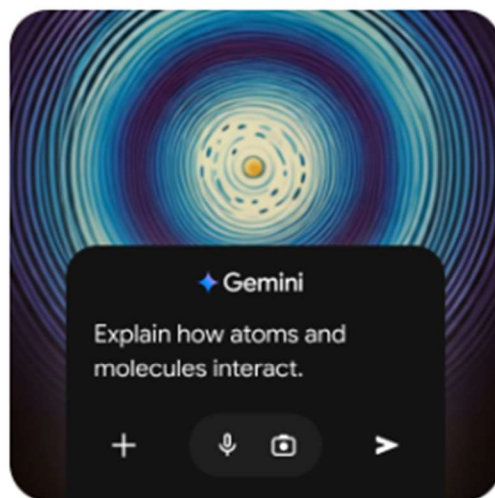 Gemini
Explain how atoms and
molecules interact.